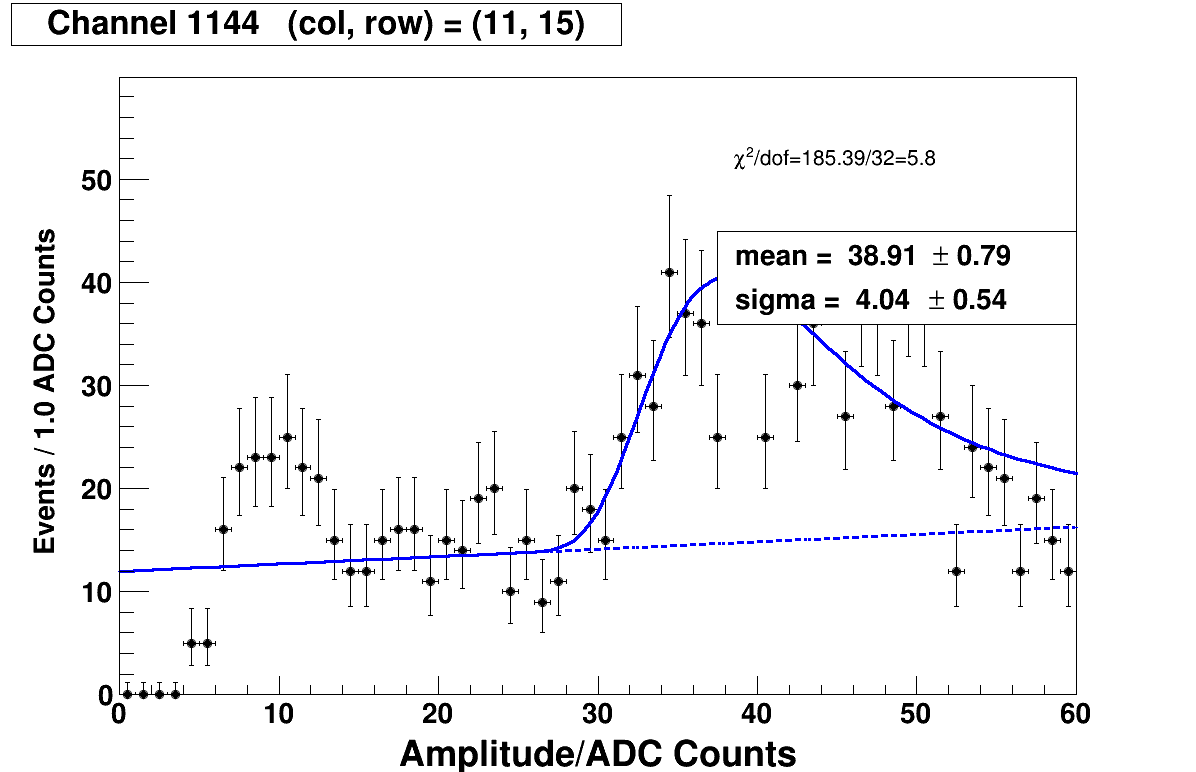 Channel 1144 (col, row) = (11, 15)
χ²/dof=185.39/32=5.8
mean = 38.91 ± 0.79
sigma = 4.04 ± 0.54
Events / 1.0 ADC Counts
50
40
30
20
10
0
0 10 20 30 40 50 60
Amplitude/ADC Counts